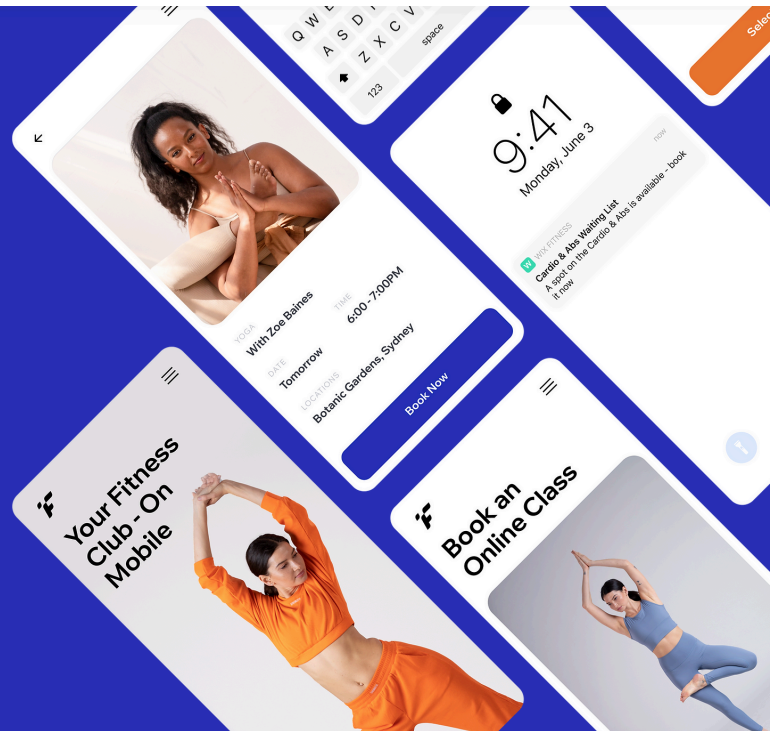 Q W E
A S D F
Z X C V
123
space
Selec
9:41
Monday, June 3
WIX FITNESS
now
Cardio & Abs Waiting List
A spot on the Cardio & Abs is available - book
it now
YOGA
With Zoe Baines
TIME
6:00 - 7:00PM
DATE
Tomorrow
LOCATIONS
Botanic Gardens, Sydney
Book Now
Your Fitness
Club - On
Mobile
Book an
Online Class